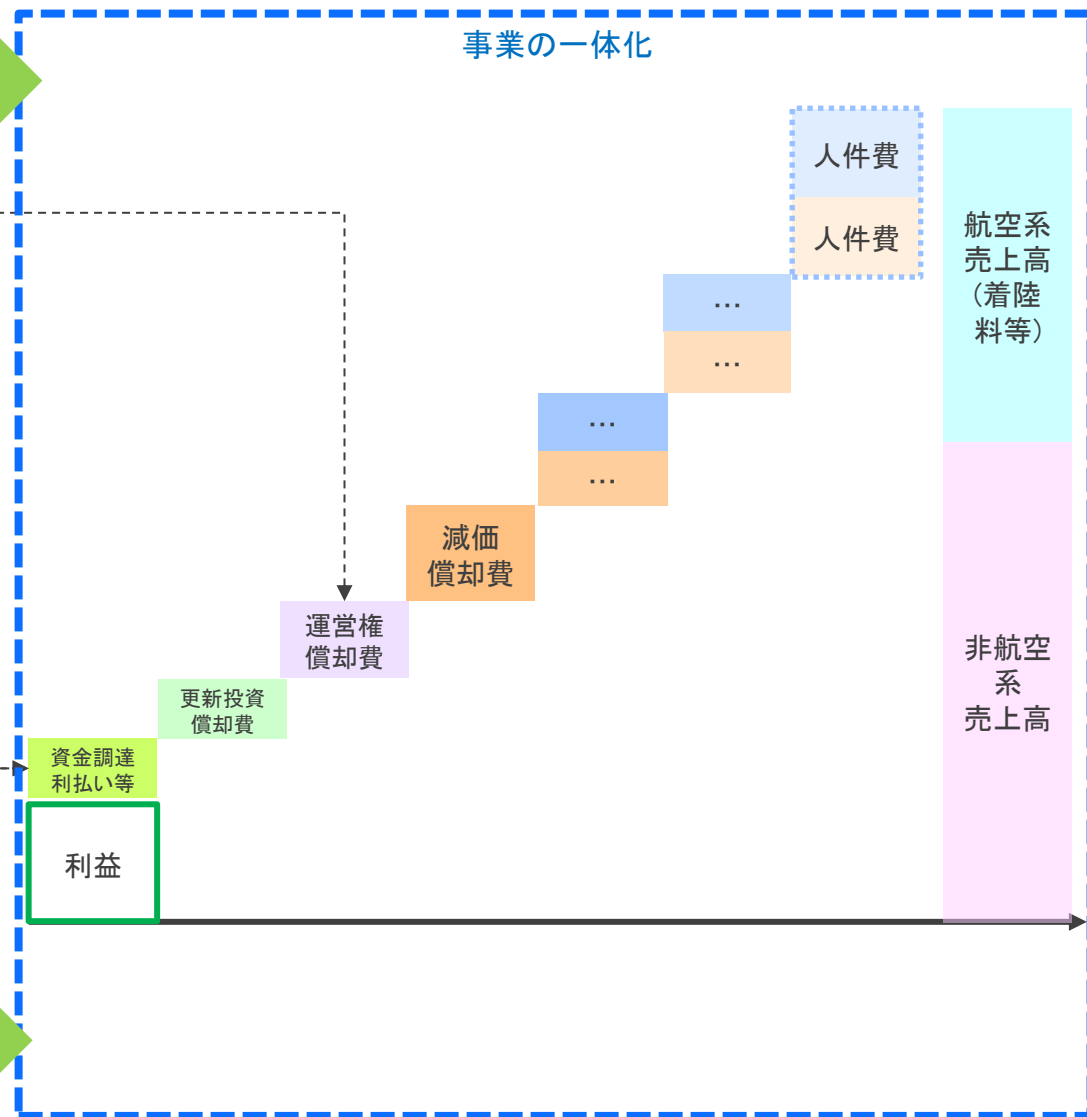 事業の一体化
人件費
人件費
航空系
売上高
（着陸
料等）
…
…
…
…
減価
償却費
運営権
償却費
非航空
系
売上高
更新投資
償却費
資金調達
利払い等
利益